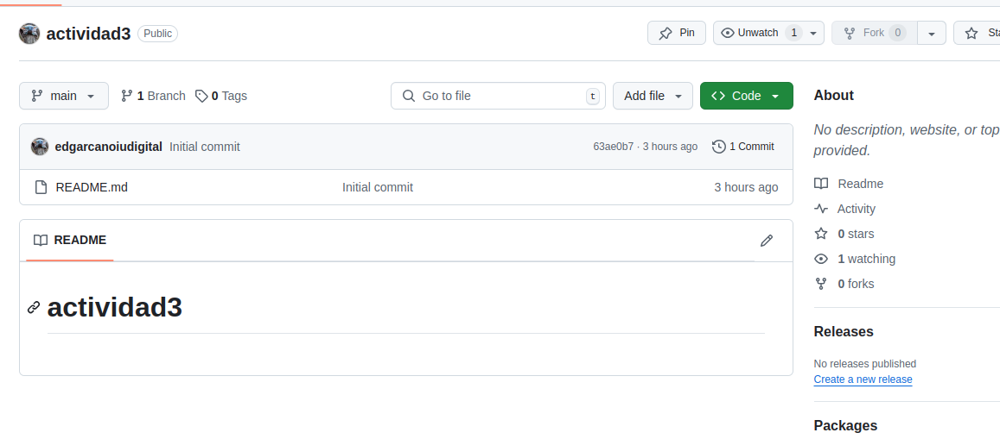 actividad3 Public Pin Unwatch 1 Fork 0
main 1 Branch 0 Tags Go to file t Add file Code
edgarcanoiudigital Initial commit 63ae0b7 · 3 hours ago 1 Commit
README.md Initial commit 3 hours ago
README
actividad3
About
No description, website, or top
provided.
Readme
Activity
0 stars
1 watching
0 forks
Releases
No releases published
Create a new release
Packages